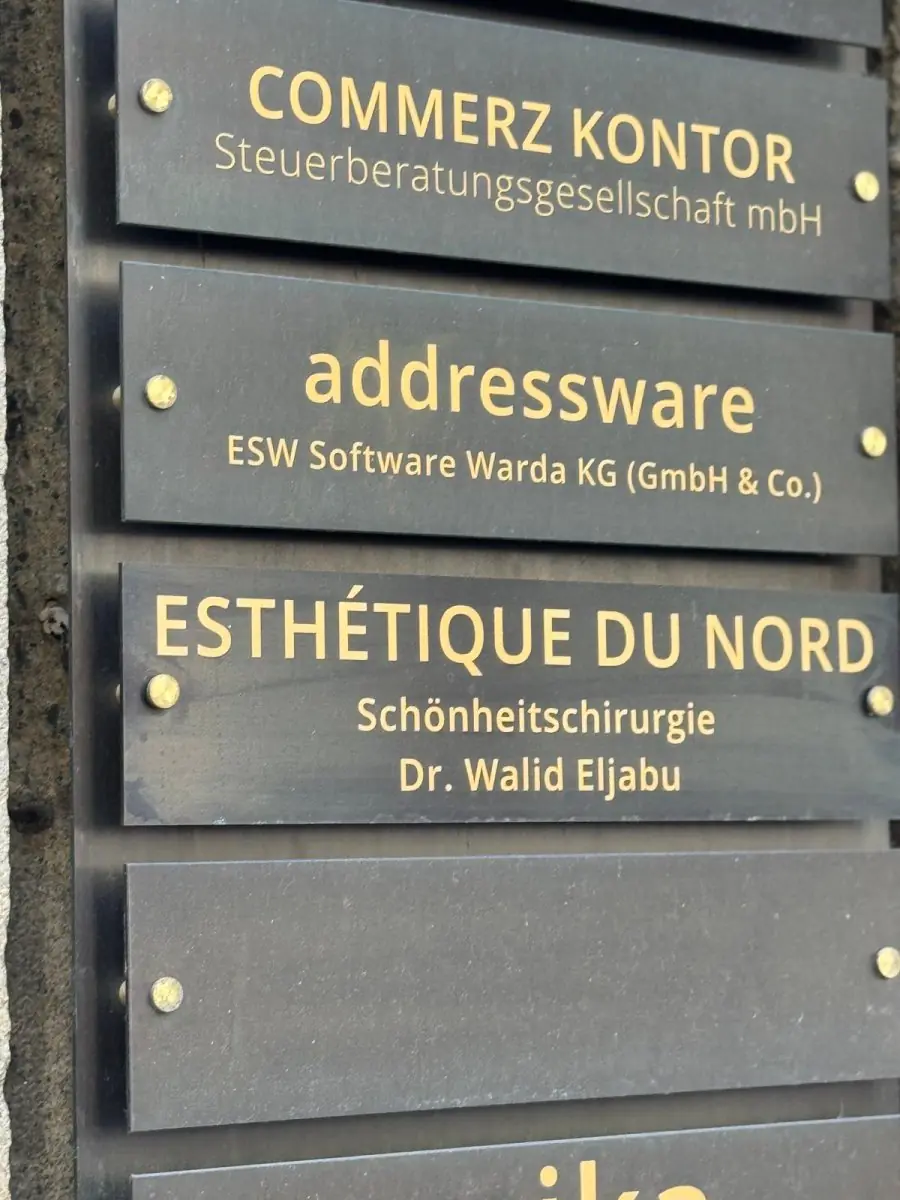 COMMERZ KONTOR
Steuerberatungsgesellschaft mbH
addressware
ESW Software Warda KG (GmbH & Co.)
ESTHÉTIQUE DU NORD
Schönheitschirurgie
Dr. Walid Eljabu